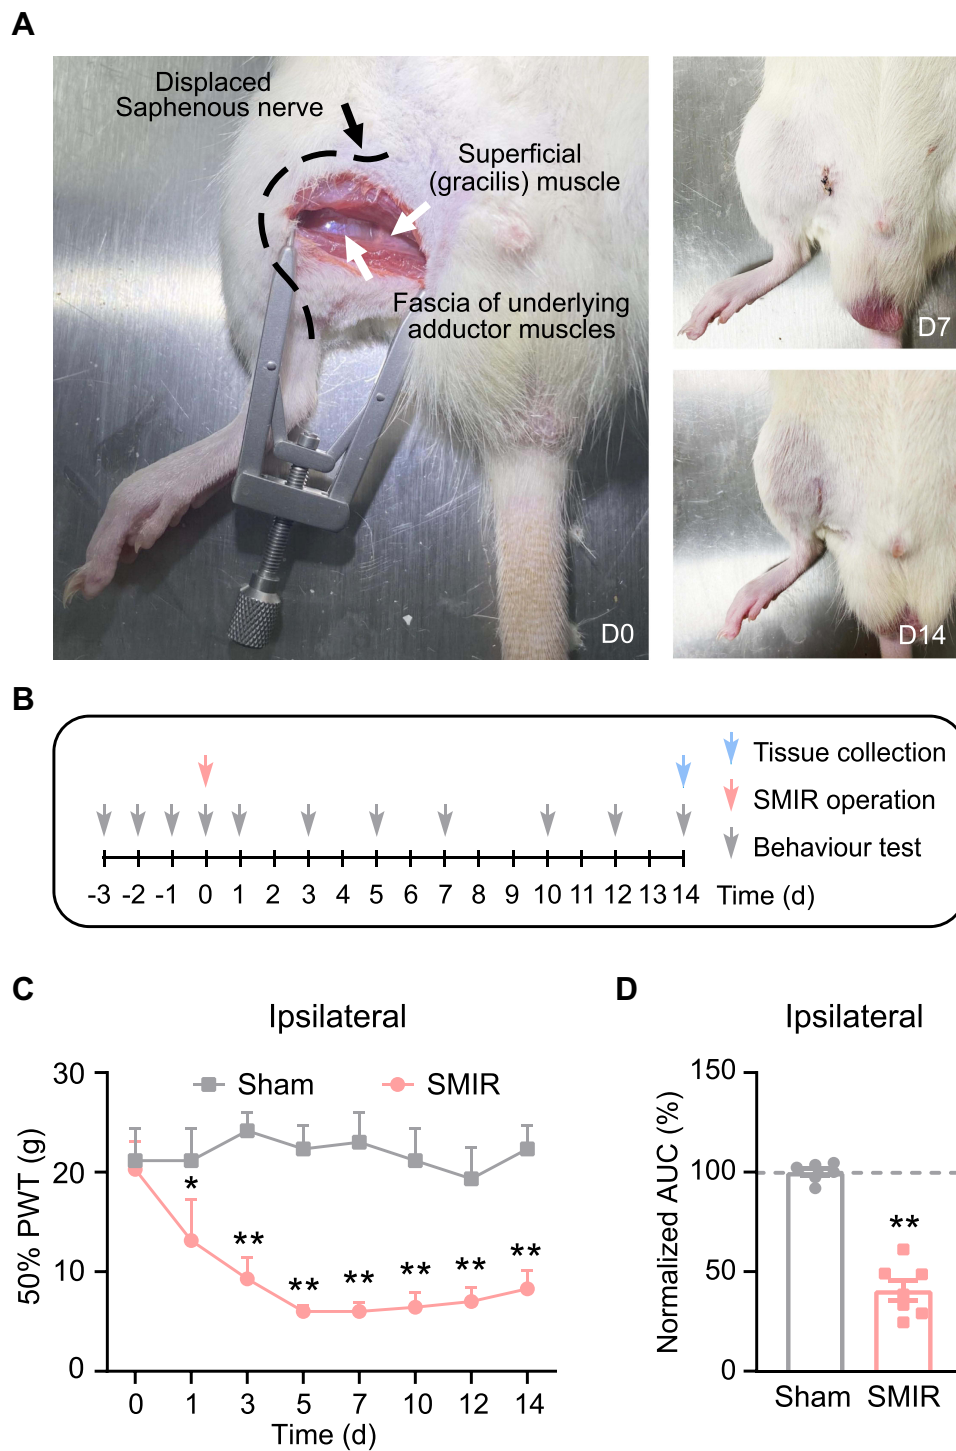 A
Displaced
Saphenous nerve
Superficial
(gracilis) muscle
Fascia of underlying
adductor muscles
D0
D7
D14
B
Tissue collection
SMIR operation
Behaviour test
-3 -2 -1 0 1 2 3 4 5 6 7 8 9 10 11 12 13 14 Time (d)
C
Ipsilateral
Sham SMIR
50% PWT (g)
30
20
10
0
* ** ** ** ** ** **
0 1 3 5 7 10 12 14
Time (d)
D
Ipsilateral
Normalized AUC (%)
150
100
50
0
**
Sham SMIR